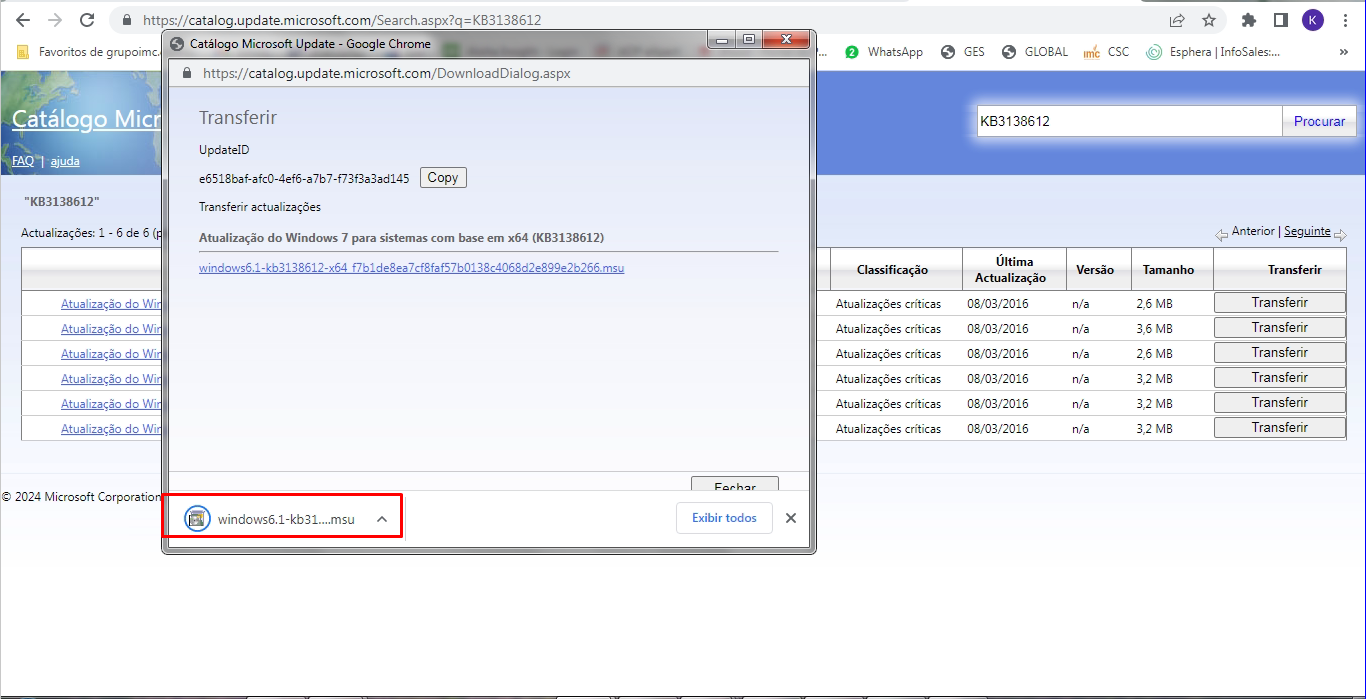 https://catalog.update.microsoft.com/Search.aspx?q=KB3138612
K
Favoritos de grupoimc.
2 WhatsApp
GES
GLOBAL
imc CSC
Esphera | InfoSales:...
»
Catálogo Microsoft Update - Google Chrome
https://catalog.update.microsoft.com/DownloadDialog.aspx
Catálogo Micr
FAQ | ajuda
KB3138612
Procurar
Transferir
UpdateID
e6518baf-afc0-4ef6-a7b7-f73f3a3ad145
Copy
Transferir actualizações
Atualização do Windows 7 para sistemas com base em x64 (KB3138612)
windows6.1-kb3138612-x64_f7b1de8ea7cf8faf57b0138c4068d2e899e2b266.msu
Fechar
windows6.1-kb31....msu
Exibir todos
"KB3138612"
Actualizações: 1 - 6 de 6 (p
Anterior | Seguinte
Classificação Última Actualização Versão Tamanho Transferir
Atualização do Win Atualizações críticas 08/03/2016 n/a 2,6 MB Transferir
Atualização do Win Atualizações críticas 08/03/2016 n/a 3,6 MB Transferir
Atualização do Win Atualizações críticas 08/03/2016 n/a 2,6 MB Transferir
Atualização do Win Atualizações críticas 08/03/2016 n/a 3,2 MB Transferir
Atualização do Win Atualizações críticas 08/03/2016 n/a 3,2 MB Transferir
Atualização do Win Atualizações críticas 08/03/2016 n/a 3,2 MB Transferir
© 2024 Microsoft Corporation